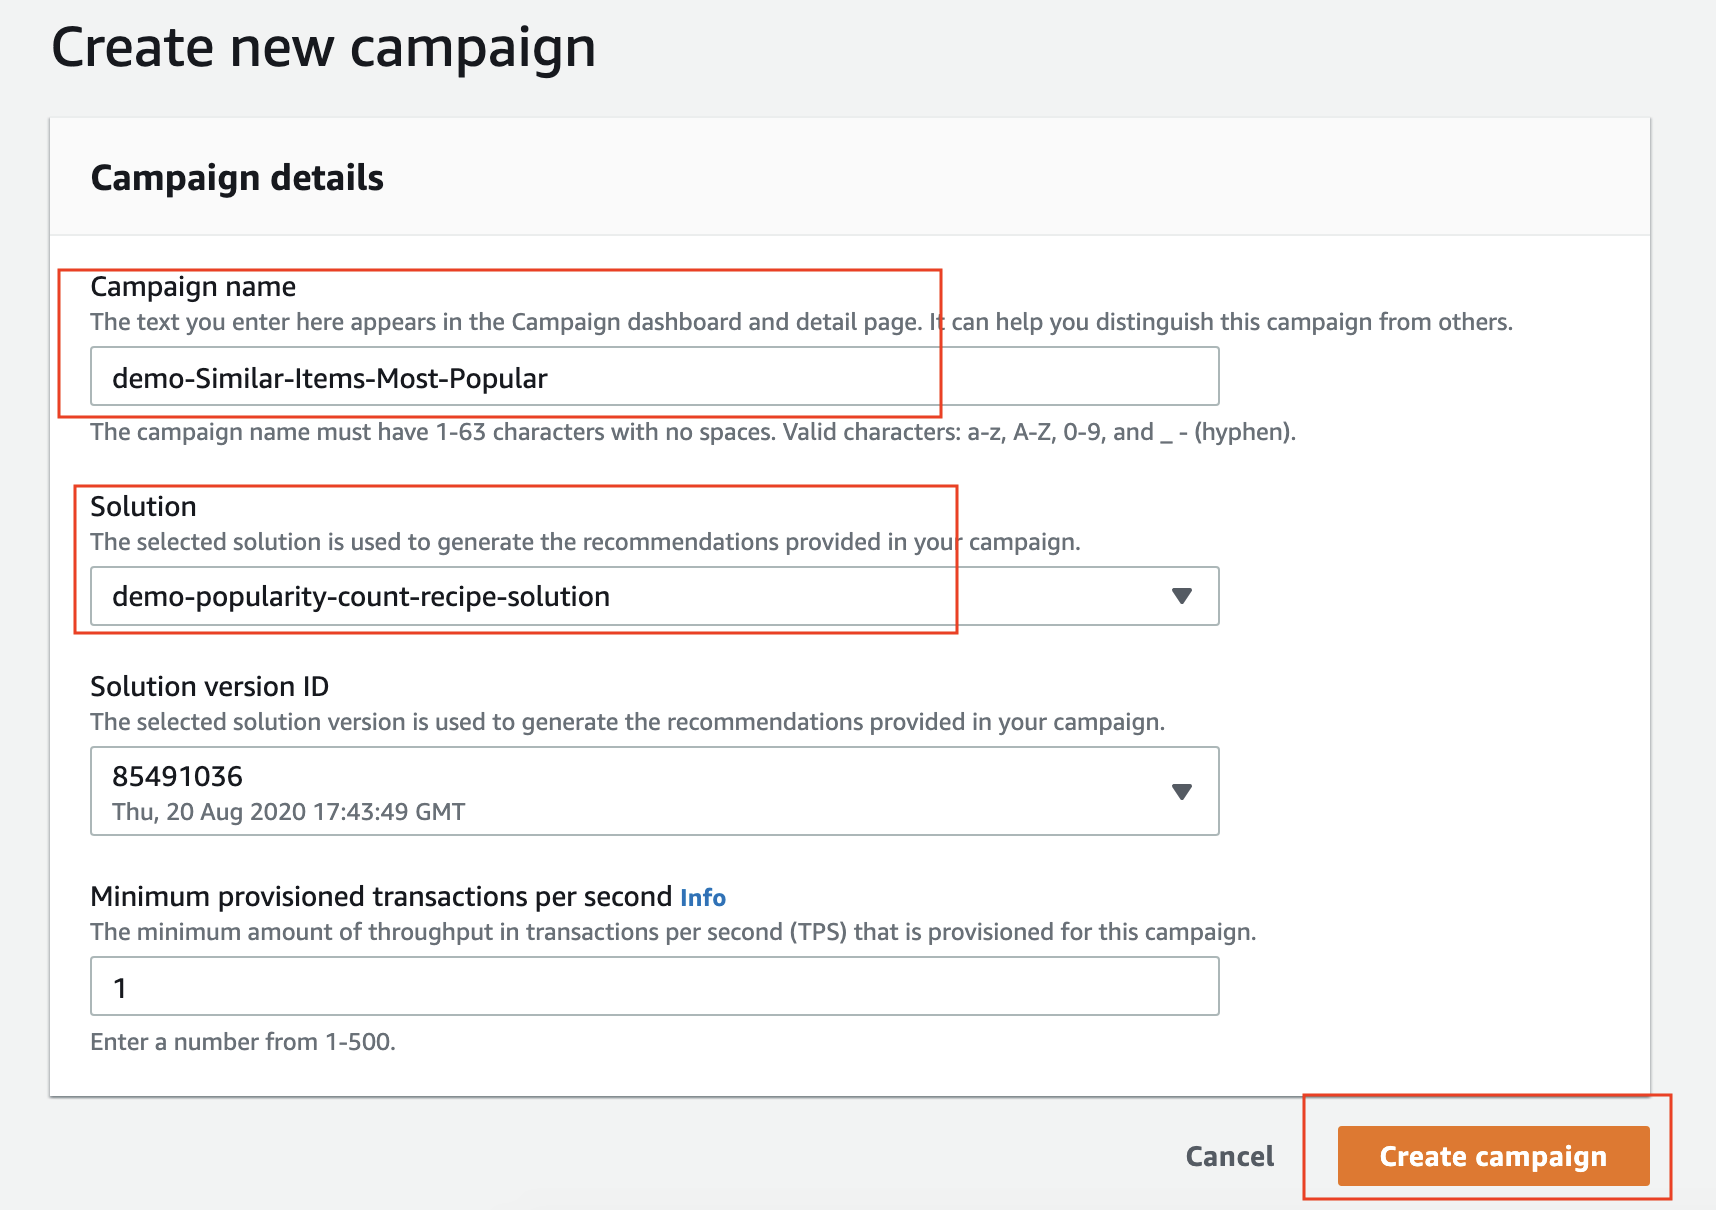 Create new campaign
Campaign details
Campaign name
The text you enter here appears in the Campaign dashboard and detail page. It can help you distinguish this campaign from others.
demo-Similar-Items-Most-Popular
The campaign name must have 1-63 characters with no spaces. Valid characters: a-z, A-Z, 0-9, and _ - (hyphen).
Solution
The selected solution is used to generate the recommendations provided in your campaign.
demo-popularity-count-recipe-solution
Solution version ID
The selected solution version is used to generate the recommendations provided in your campaign.
85491036
Thu, 20 Aug 2020 17:43:49 GMT
Minimum provisioned transactions per second Info
The minimum amount of throughput in transactions per second (TPS) that is provisioned for this campaign.
1
Enter a number from 1-500.
Cancel
Create campaign